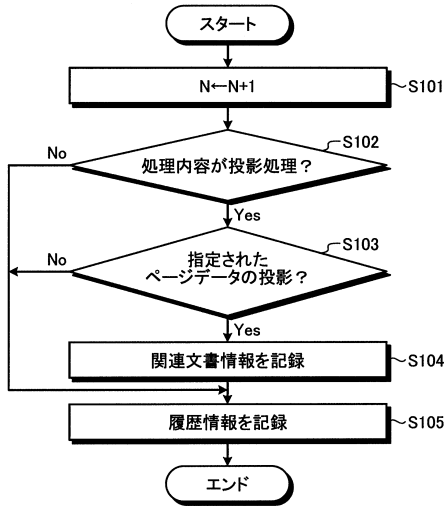 スタート
N←N+1
S101
S102
No
処理内容が投影処理？
Yes
S103
No
指定された
ページデータの投影？
Yes
関連文書情報を記録
S104
履歴情報を記録
S105
エンド